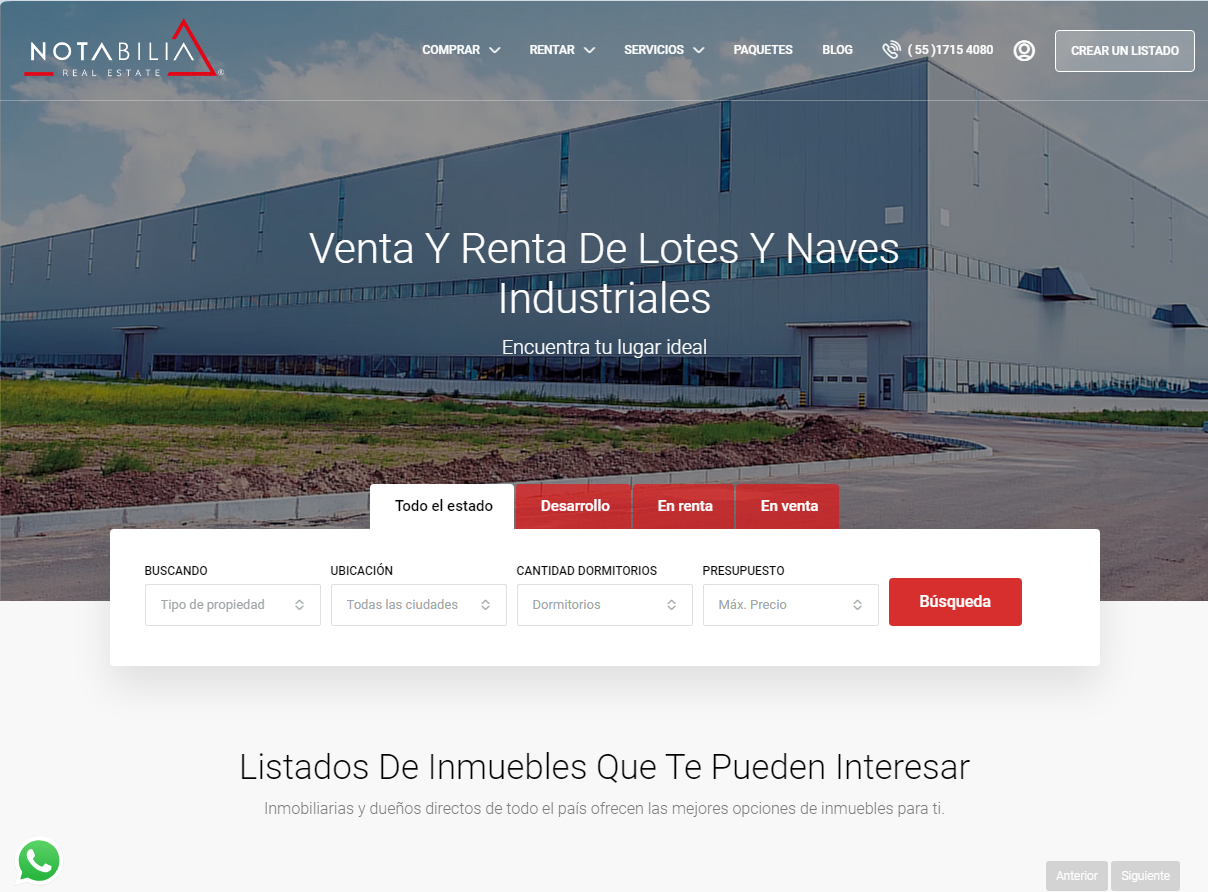 NOTABILIA
REAL ESTATE ®
COMPRAR
RENTAR
SERVICIOS
PAQUETES
BLOG
( 55 )1715 4080
CREAR UN LISTADO
Venta Y Renta De Lotes Y Naves
Industriales
Encuentra tu lugar ideal
Todo el estado
Desarrollo
En renta
En venta
BUSCANDO
UBICACIÓN
CANTIDAD DORMITORIOS
PRESUPUESTO
Tipo de propiedad
Todas las ciudades
Dormitorios
Máx. Precio
Búsqueda
Listados De Inmuebles Que Te Pueden Interesar
Inmobiliarias y dueños directos de todo el país ofrecen las mejores opciones de inmuebles para ti.
Anterior
Siguiente